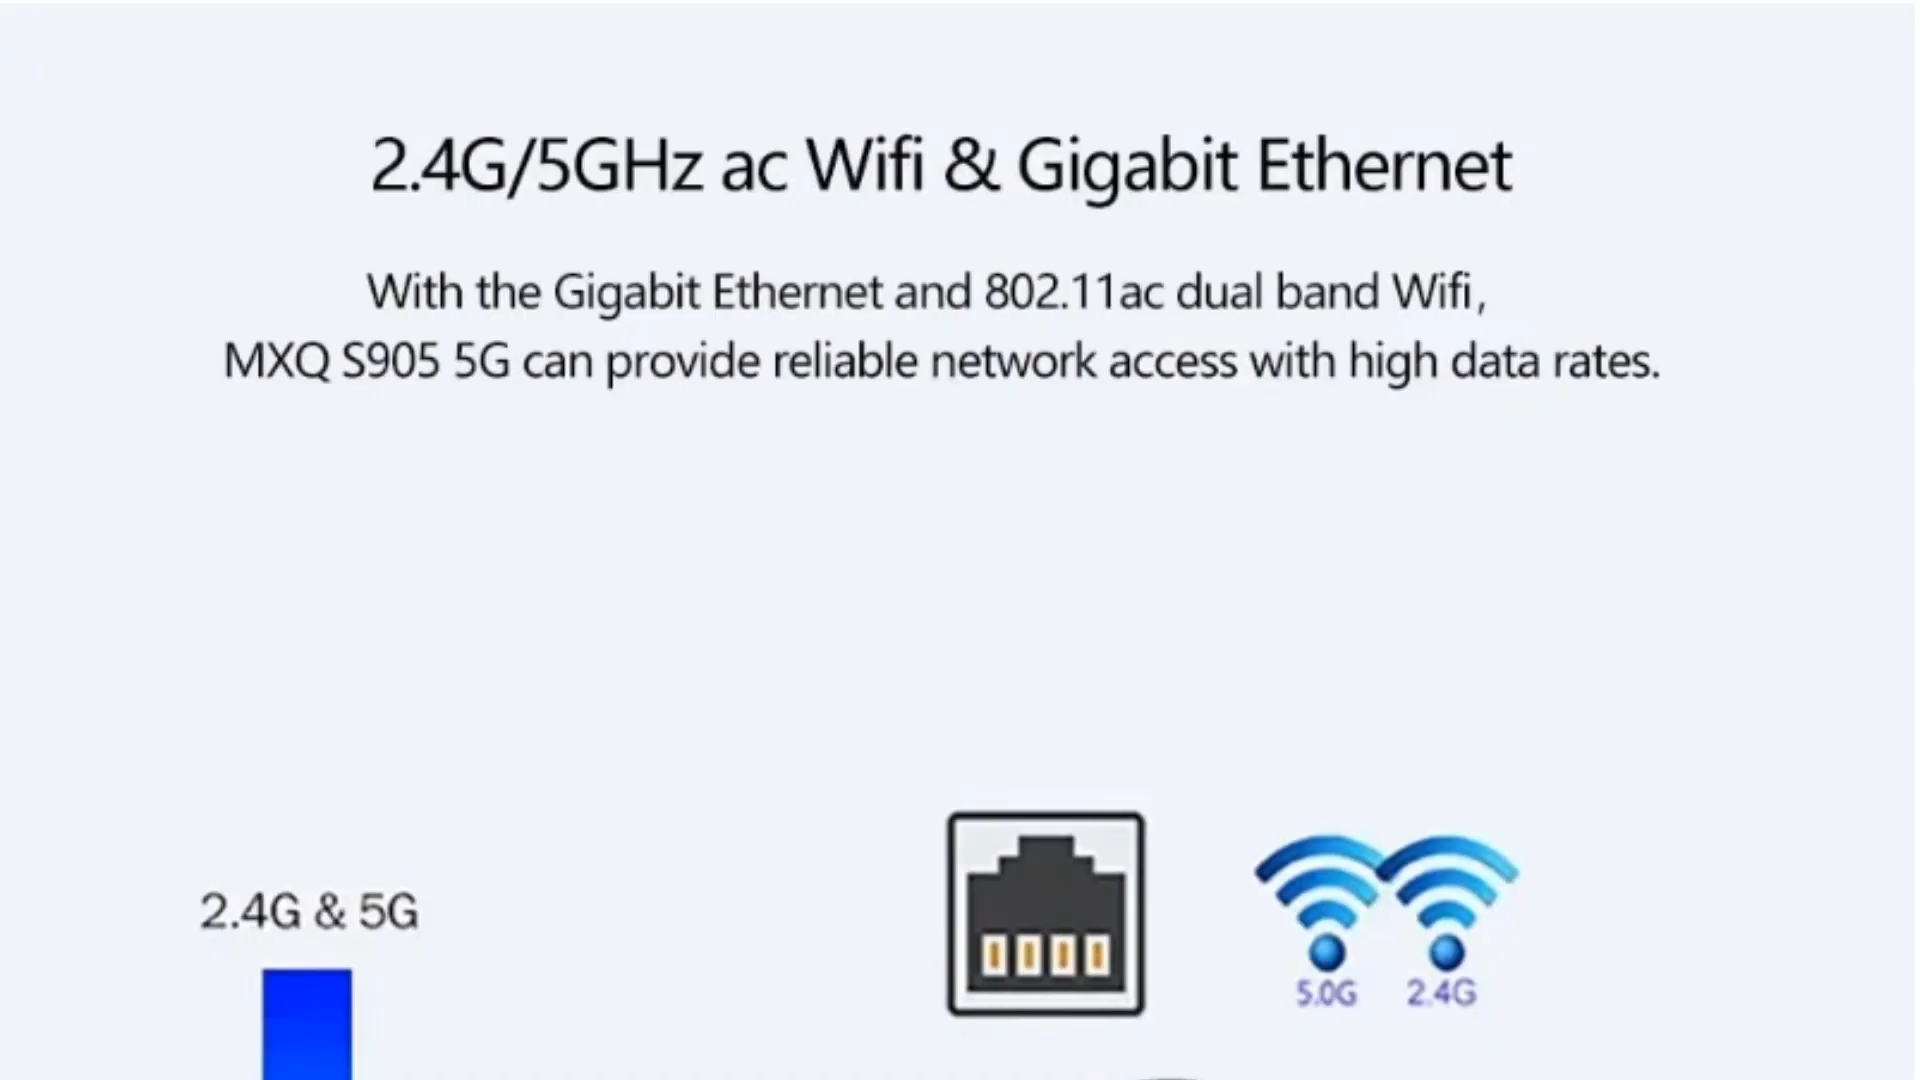 2.4G/5GHz ac Wifi & Gigabit Ethernet
With the Gigabit Ethernet and 802.11ac dual band Wifi,
MXQ S905 5G can provide reliable network access with high data rates.
2.4G & 5G
5.0G 2.4G